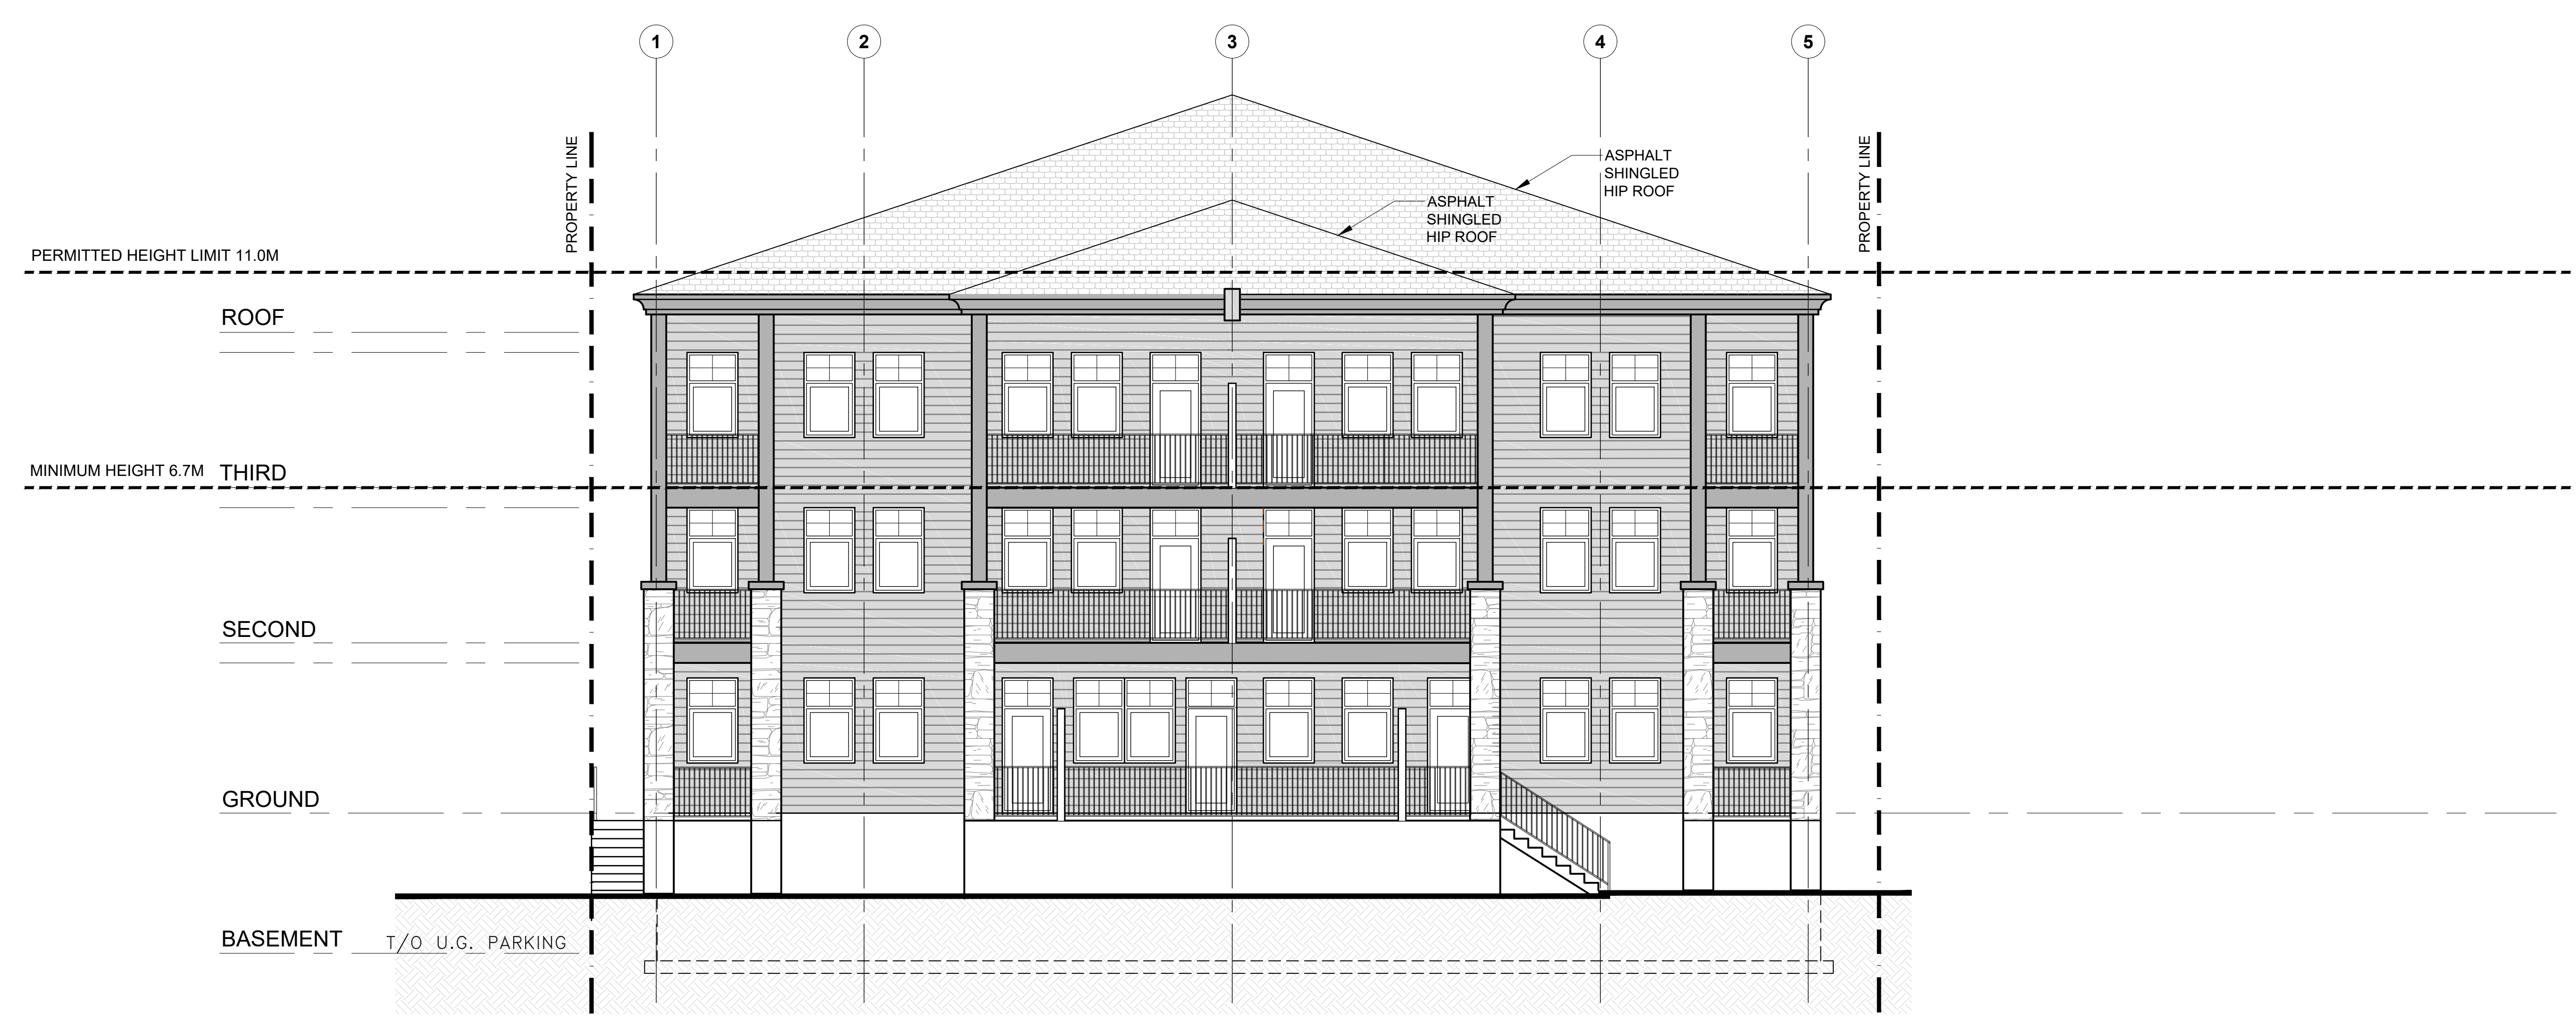 1 2 3 4 5
PROPERTY LINE
PROPERTY LINE
ASPHALT
SHINGLED
HIP ROOF
ASPHALT
SHINGLED
HIP ROOF
PERMITTED HEIGHT LIMIT 11.0M
ROOF
MINIMUM HEIGHT 6.7M
THIRD
SECOND
GROUND
BASEMENT
T/O U.G. PARKING